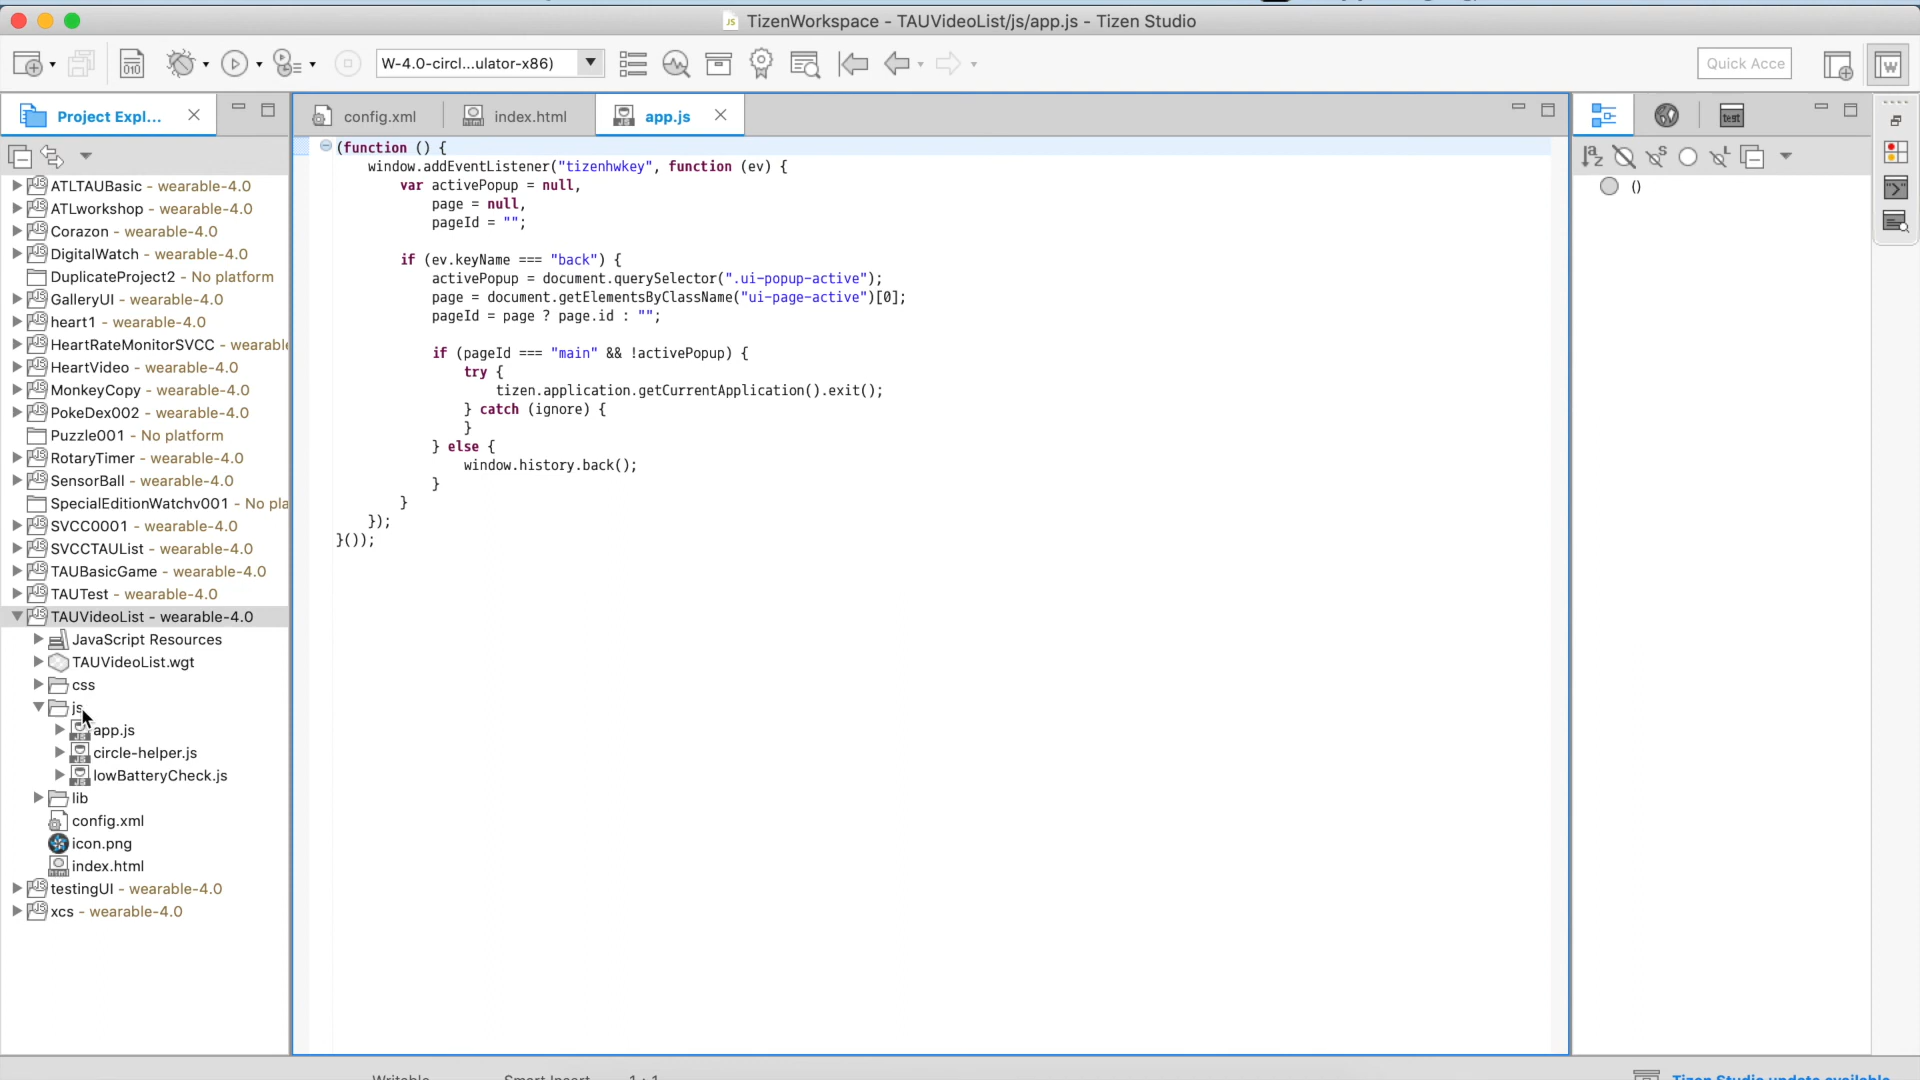 TizenWorkspace - TAUVideoList/js/app.js - Tizen Studio
W-4.0-circl...ulator-x86)
Quick Acce
Project Expl...
config.xml
index.html
app.js
test
ATLTAUBasic - wearable-4.0
ATLworkshop - wearable-4.0
Corazon - wearable-4.0
DigitalWatch - wearable-4.0
DuplicateProject2 - No platform
GalleryUI - wearable-4.0
heart1 - wearable-4.0
HeartRateMonitorSVCC - wearable
HeartVideo - wearable-4.0
MonkeyCopy - wearable-4.0
PokeDex002 - wearable-4.0
Puzzle001 - No platform
RotaryTimer - wearable-4.0
SensorBall - wearable-4.0
SpecialEditionWatchv001 - No pla
SVCC0001 - wearable-4.0
SVCCTAUList - wearable-4.0
TAUBasicGame - wearable-4.0
TAUTest - wearable-4.0
TAUVideoList - wearable-4.0
JavaScript Resources
TAUVideoList.wgt
css
js
app.js
circle-helper.js
lowBatteryCheck.js
lib
config.xml
icon.png
index.html
testingUI - wearable-4.0
xcs - wearable-4.0
(function () {
window.addEventListener("tizenhwkey", function (ev) {
var activePopup = null,
page = null,
pageId = "";
if (ev.keyName === "back") {
activePopup = document.querySelector(".ui-popup-active");
page = document.getElementsByClassName("ui-page-active")[0];
pageId = page ? page.id : "";
if (pageId === "main" && !activePopup) {
try {
tizen.application.getCurrentApplication().exit();
} catch (ignore) {
}
} else {
window.history.back();
}
}
});
}());
()
Writable
Smart Insert
1 : 1
Tizen Studio update available